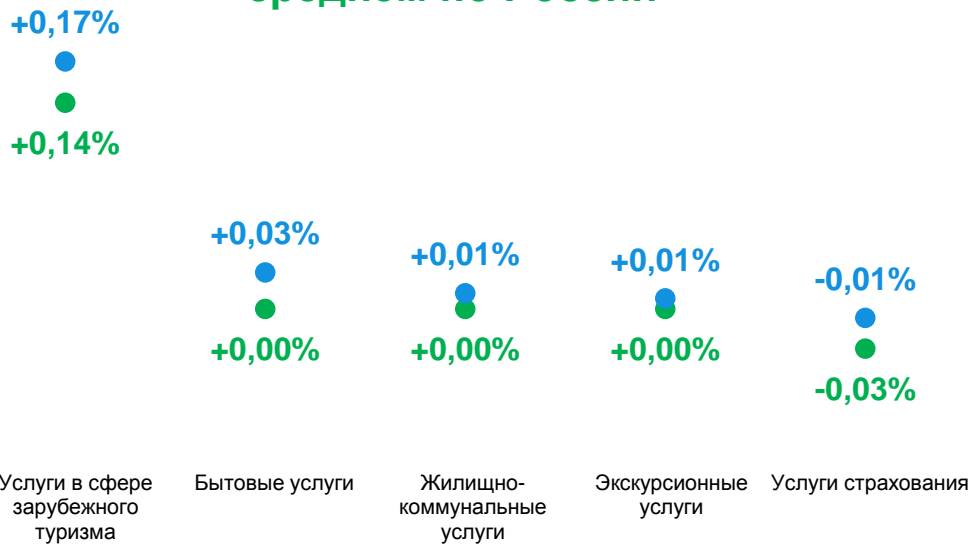 +0,17%
+0,14%
+0,03%
+0,00%
+0,01%
+0,00%
+0,01%
+0,00%
-0,01%
-0,03%
Услуги в сфере
зарубежного
туризма
Бытовые услуги
Жилищно-
коммунальные
услуги
Экскурсионные
услуги
Услуги страхования